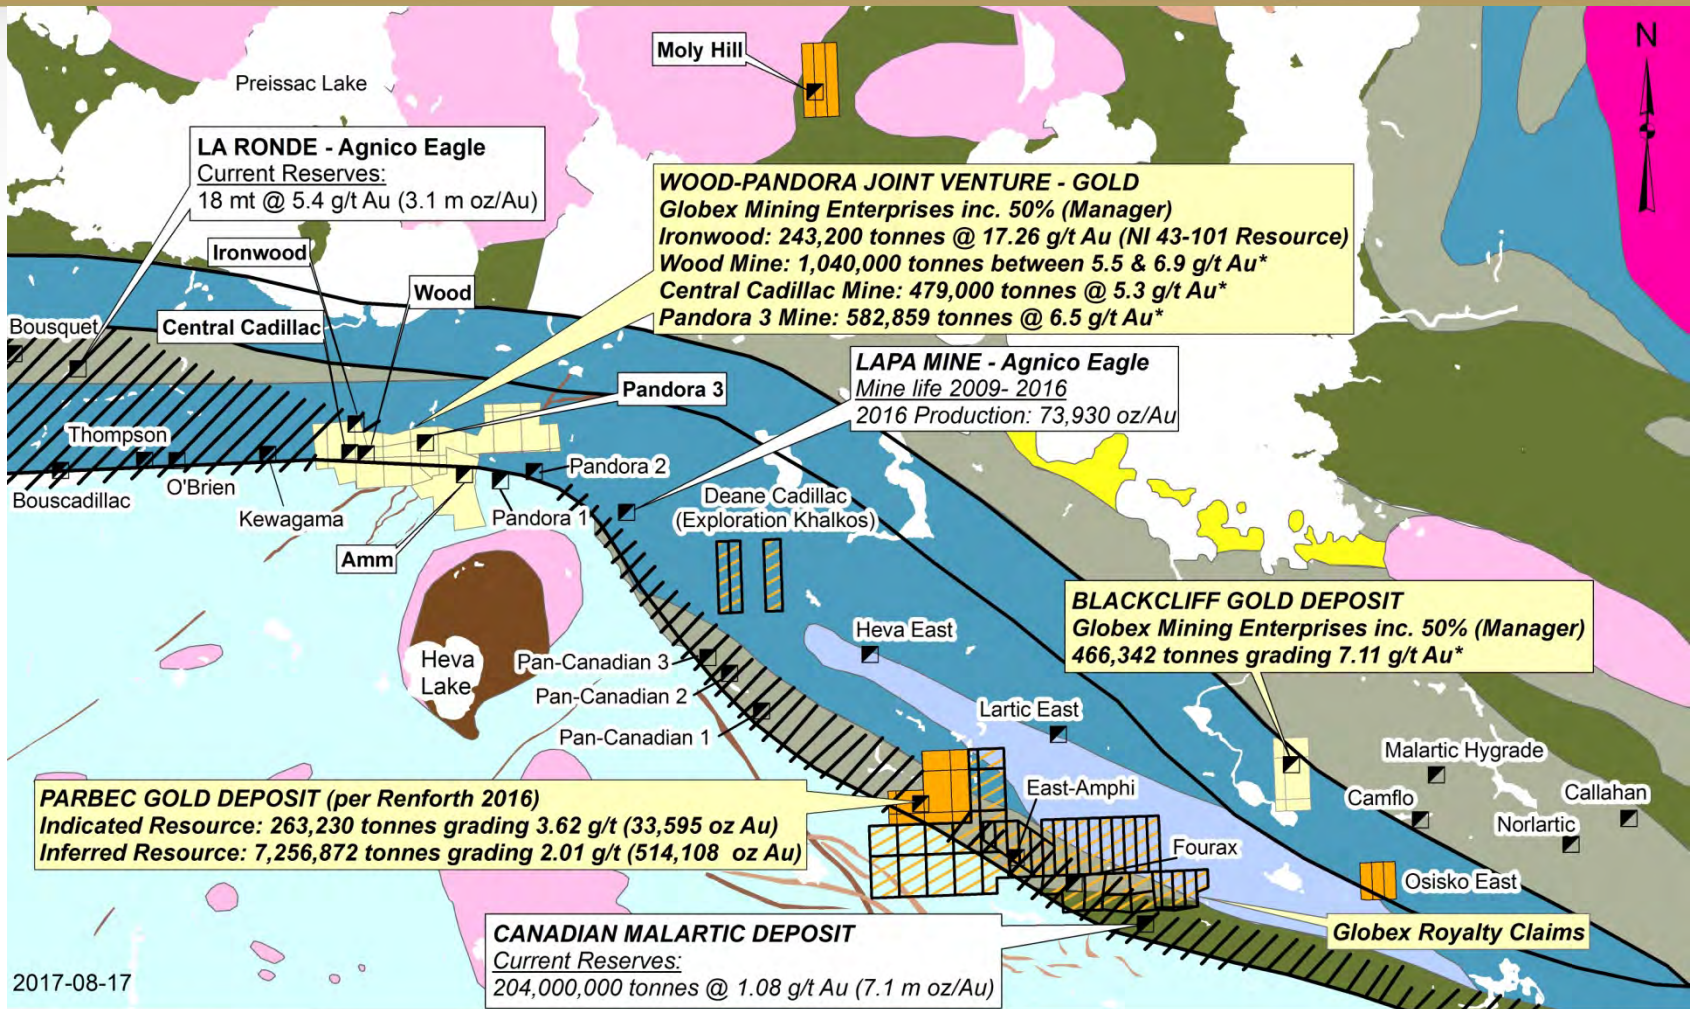 N
Moly Hill
Preissac Lake
LA RONDE - Agnico Eagle
Current Reserves:
18 mt @ 5.4 g/t Au (3.1 m oz/Au)
WOOD-PANDORA JOINT VENTURE - GOLD
Globex Mining Enterprises inc. 50% (Manager)
Ironwood: 243,200 tonnes @ 17.26 g/t Au (NI 43-101 Resource)
Wood Mine: 1,040,000 tonnes between 5.5 & 6.9 g/t Au*
Central Cadillac Mine: 479,000 tonnes @ 5.3 g/t Au*
Pandora 3 Mine: 582,859 tonnes @ 6.5 g/t Au*
Ironwood
Wood
Bousquet
Central Cadillac
LAPA MINE - Agnico Eagle
Mine life 2009- 2016
2016 Production: 73,930 oz/Au
Pandora 3
Thompson
Pandora 2
Bouscadillac
O'Brien
Kewagama
Pandora 1
Deane Cadillac
(Exploration Khalkos)
Amm
BLACKCLIFF GOLD DEPOSIT
Globex Mining Enterprises inc. 50% (Manager)
466,342 tonnes grading 7.11 g/t Au*
Heva East
Heva
Lake
Pan-Canadian 3
Pan-Canadian 2
Pan-Canadian 1
Lartic East
Malartic Hygrade
Callahan
Camflo
Norlartic
East-Amphi
PARBEC GOLD DEPOSIT (per Renforth 2016)
Indicated Resource: 263,230 tonnes grading 3.62 g/t (33,595 oz Au)
Inferred Resource: 7,256,872 tonnes grading 2.01 g/t (514,108 oz Au)
Fourax
Osisko East
Globex Royalty Claims
CANADIAN MALARTIC DEPOSIT
Current Reserves:
204,000,000 tonnes @ 1.08 g/t Au (7.1 m oz/Au)
2017-08-17